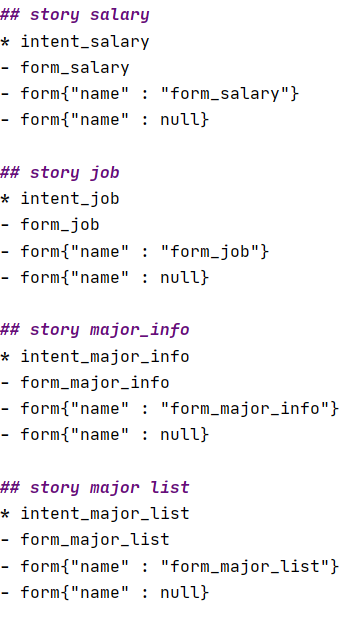 ## story salary
* intent_salary
- form_salary
- form{"name" : "form_salary"}
- form{"name" : null}

## story job
* intent_job
- form_job
- form{"name" : "form_job"}
- form{"name" : null}

## story major_info
* intent_major_info
- form_major_info
- form{"name" : "form_major_info"}
- form{"name" : null}

## story major list
* intent_major_list
- form_major_list
- form{"name" : "form_major_list"}
- form{"name" : null}